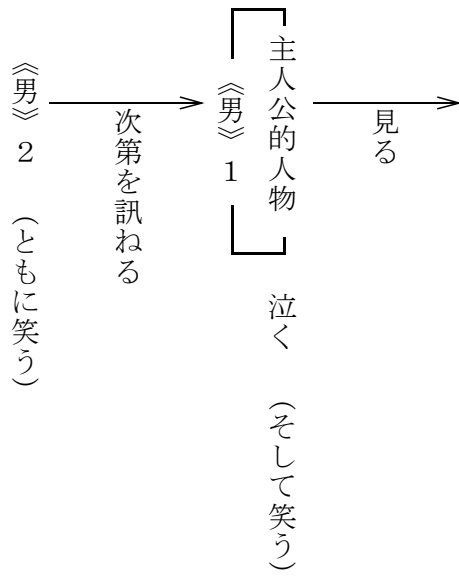 見る
主人公的人物　泣く　（そして笑う）
《男》１
次第を訊ねる
《男》２　（ともに笑う）